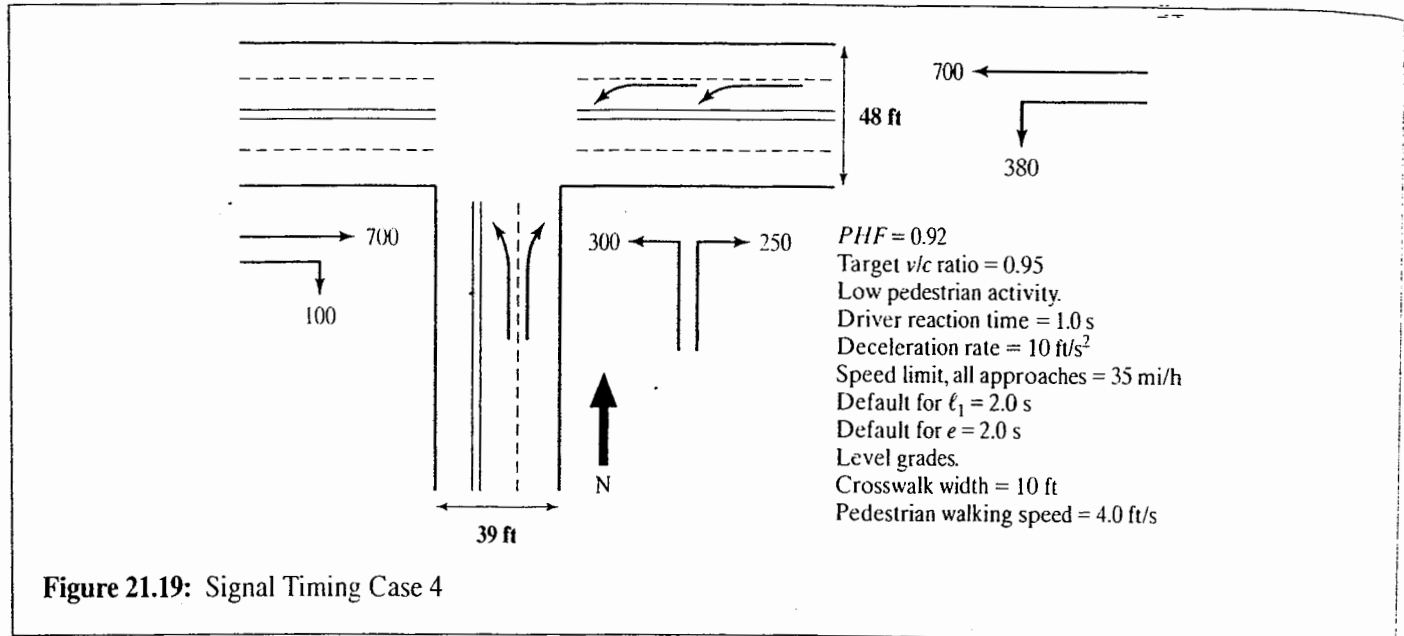 700
48 ft
380
700
100
300
250
PHF = 0.92
Target v/c ratio = 0.95
Low pedestrian activity.
Driver reaction time = 1.0 s
Deceleration rate = 10 ft/s²
Speed limit, all approaches = 35 mi/h
Default for ℓ₁ = 2.0 s
Default for e = 2.0 s
Level grades.
Crosswalk width = 10 ft
Pedestrian walking speed = 4.0 ft/s
N
39 ft
Figure 21.19: Signal Timing Case 4